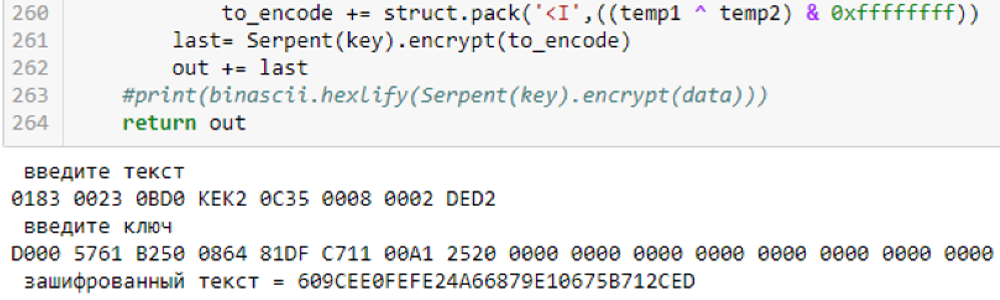 260 to_encode += struct.pack('<I',((temp1 ^ temp2) & 0xffffffff))
261 last= Serpent(key).encrypt(to_encode)
262 out += last
263 #print(binascii.hexlify(Serpent(key).encrypt(data)))
264 return out
введите текст
0183 0023 0BD0 KEK2 0C35 0008 0002 DED2
введите ключ
D000 5761 B250 0864 81DF C711 00A1 2520 0000 0000 0000 0000 0000 0000 0000 0000
зашифрованный текст = 609CEE0FEFE24A66879E10675B712CED